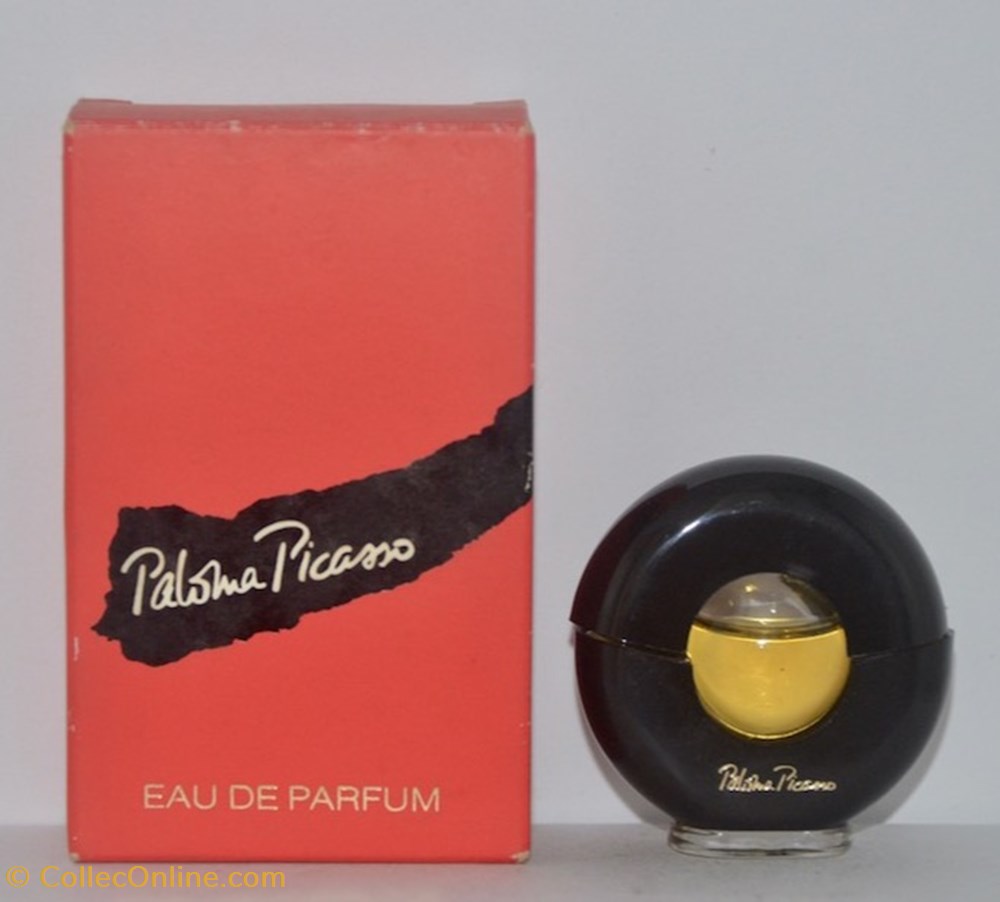 Paloma Picasso
EAU DE PARFUM
Paloma Picasso
© CollecOnline.com